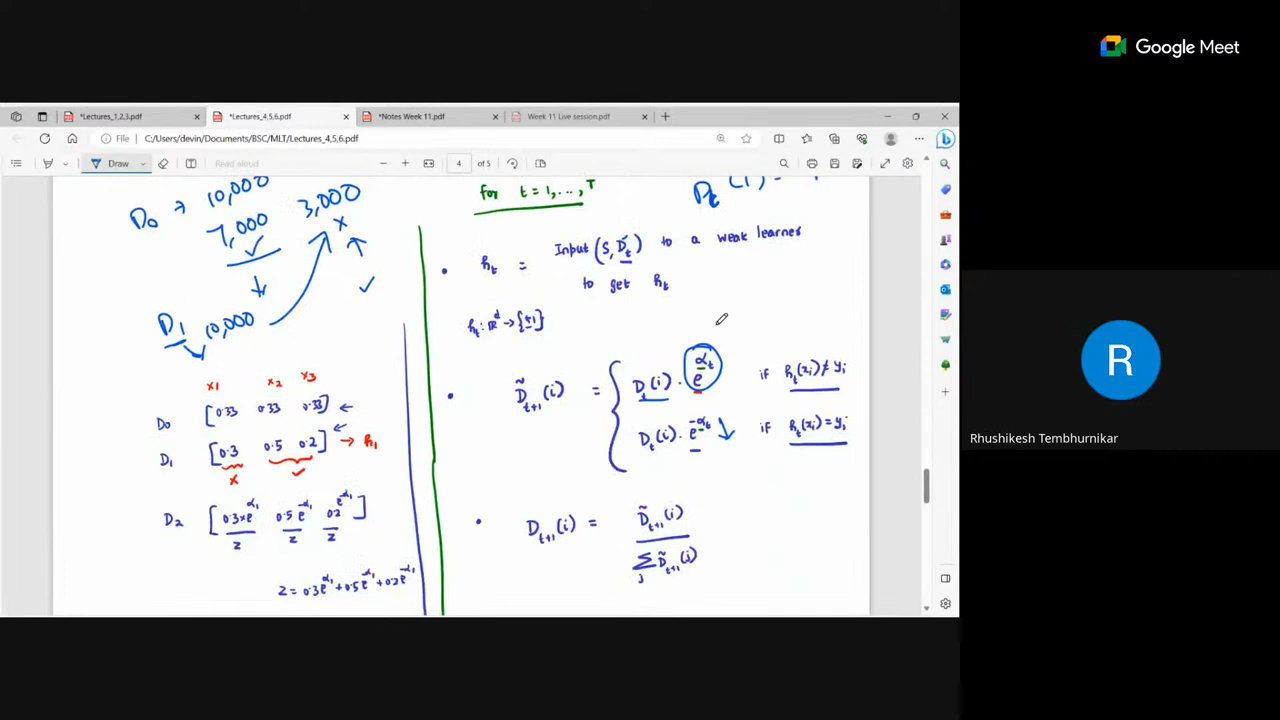 Google Meet
*Lectures_1,2,3.pdf
*Lectures_4,5,6.pdf
*Notes Week 11.pdf
Week 11 Live session.pdf
File
C:/Users/devin/Documents/BSC/MLT/Lectures_4,5,6.pdf
Draw
Read aloud
4 of 5
D0 → 10,000
7,000 3,000
✓ x
✓
D1 10,000
for t = 1, ..., T
• ht = Input (S, Dt) to a weak learner
to get ht
ht: ℝ^d → {±1}
• D̃t+1(i) = { Dt(i) · e^αt if ht(xi) ≠ yi
Dt(i) · e^-αt ↓ if ht(xi) = yi
• Dt+1(i) = D̃t+1(i) / Σj D̃t+1(j)
x1 x2 x3
D0 [0.33 0.33 0.33] ←
D1 [0.3 0.5 0.2] → h1
x ✓
D2 [0.3xe^α1/z 0.5e^-α1/z 0.2e^-α1/z]
z = 0.3e^α1 + 0.5e^-α1 + 0.2e^-α1
R
Rhushikesh Tembhurnikar